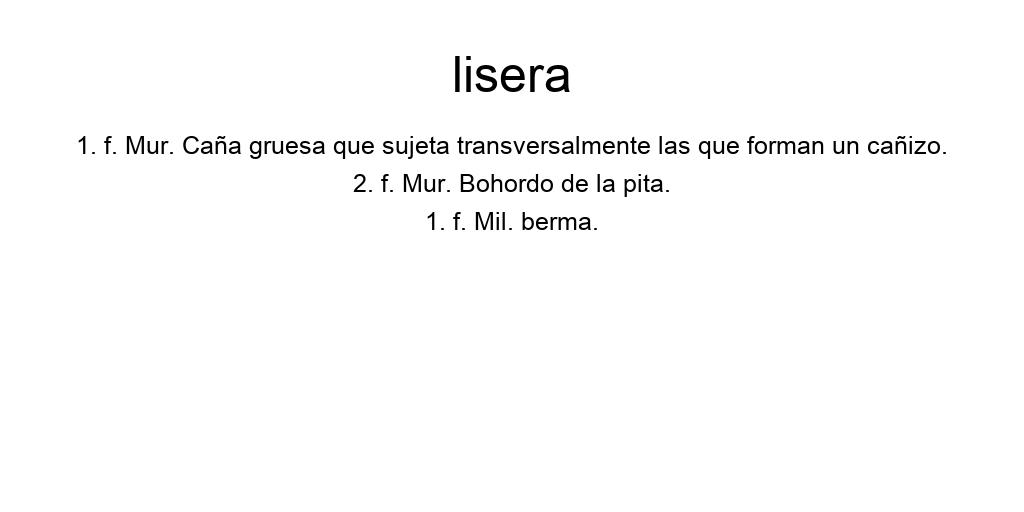 lisera
1. f. Mur. Caña gruesa que sujeta transversalmente las que forman un cañizo.
2. f. Mur. Bohordo de la pita.
1. f. Mil. berma.